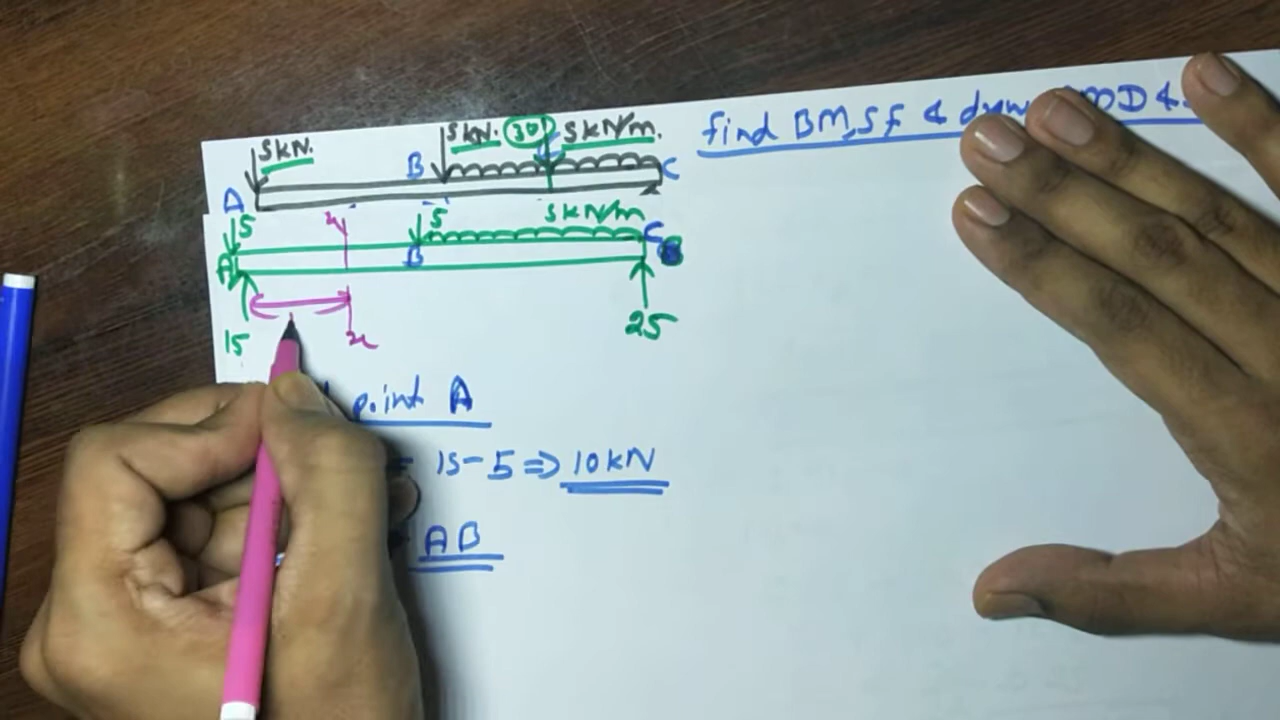 5kN. 5kN. 30 5kN/m.
find BM, SF & draw
A B C
5 x 5 5kN/m
A B C
15 x 25
point A
= 15-5 => 10kN
AB